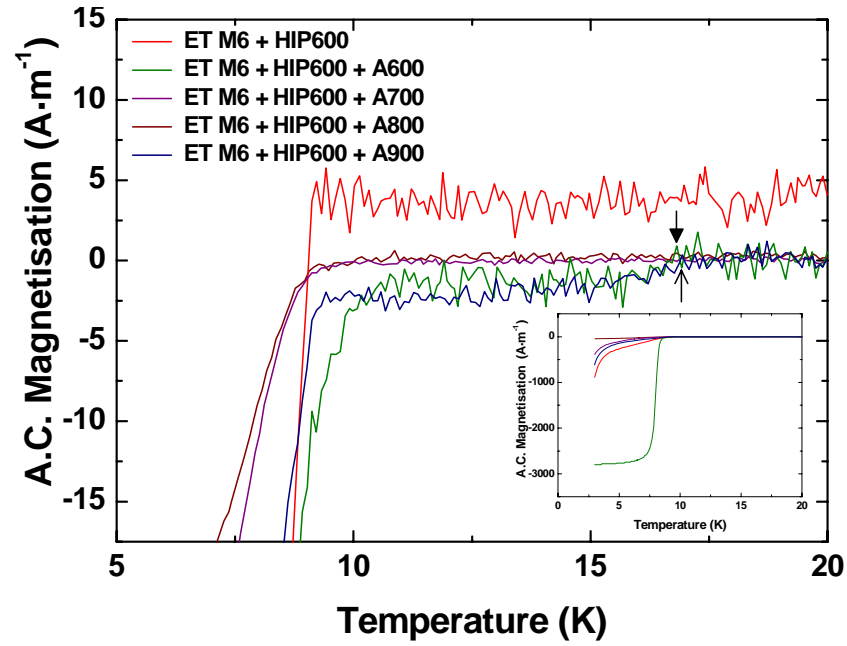 ET M6 + HIP600
ET M6 + HIP600 + A600
ET M6 + HIP600 + A700
ET M6 + HIP600 + A800
ET M6 + HIP600 + A900
A.C. Magnetisation (A·m⁻¹)
15
10
5
0
-5
-10
-15
5
10
15
20
Temperature (K)
A.C. Magnetisation (A·m⁻¹)
0
-1000
-2000
-3000
0
5
10
15
20
Temperature (K)